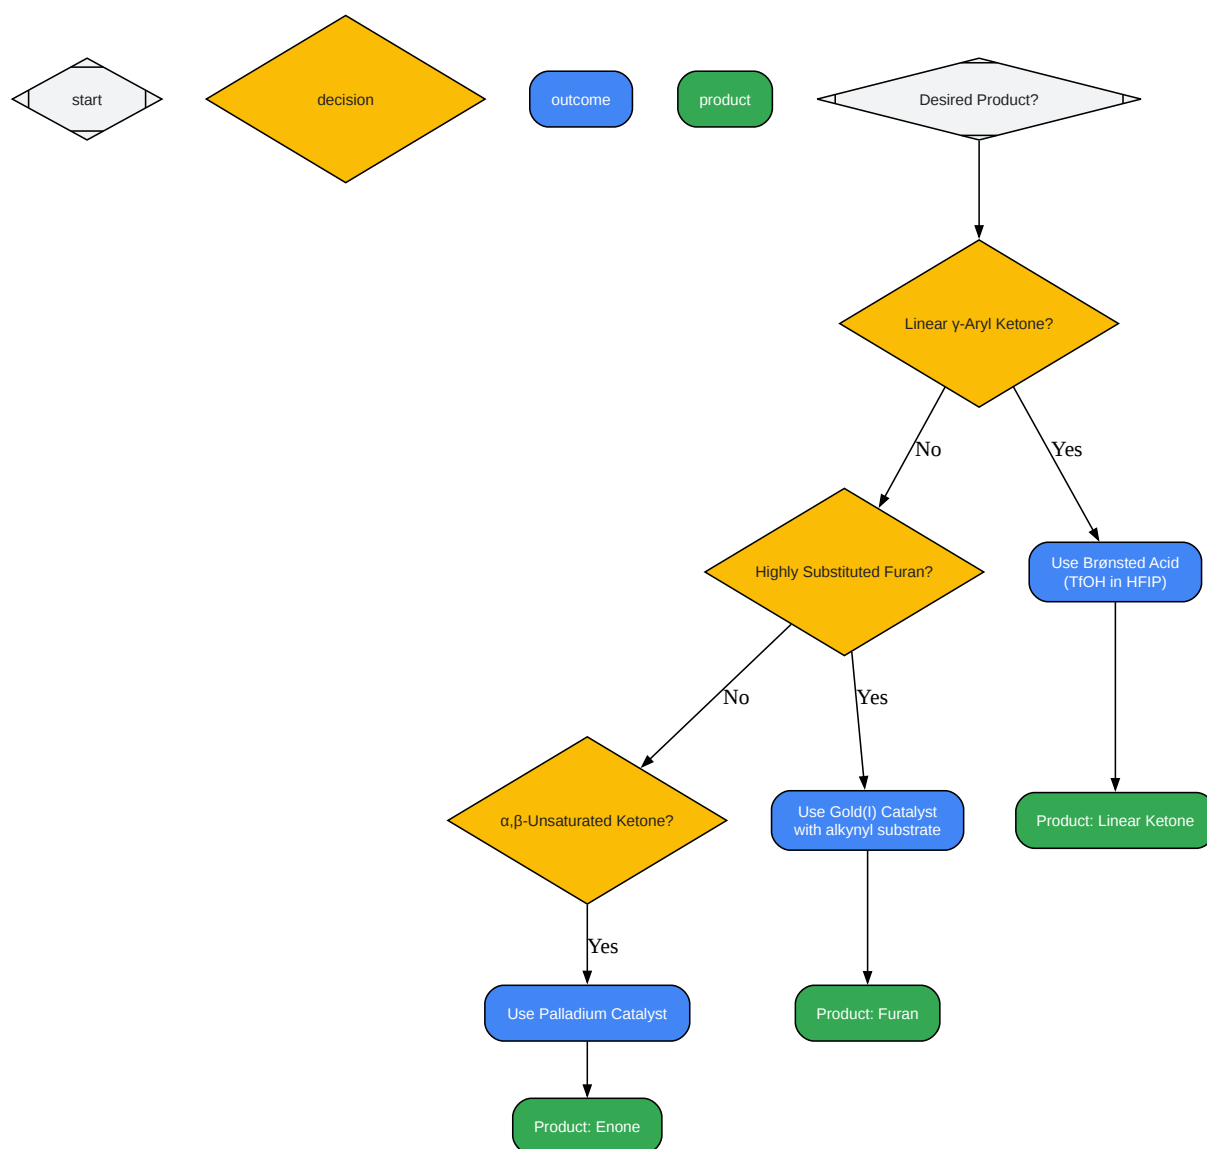 start
decision
outcome
product
Desired Product?
Linear γ-Aryl Ketone?
No
Yes
Highly Substituted Furan?
Use Brønsted Acid
(TfOH in HFIP)
No
Yes
α,β-Unsaturated Ketone?
Use Gold(I) Catalyst
with alkynyl substrate
Product: Linear Ketone
Yes
Use Palladium Catalyst
Product: Furan
Product: Enone